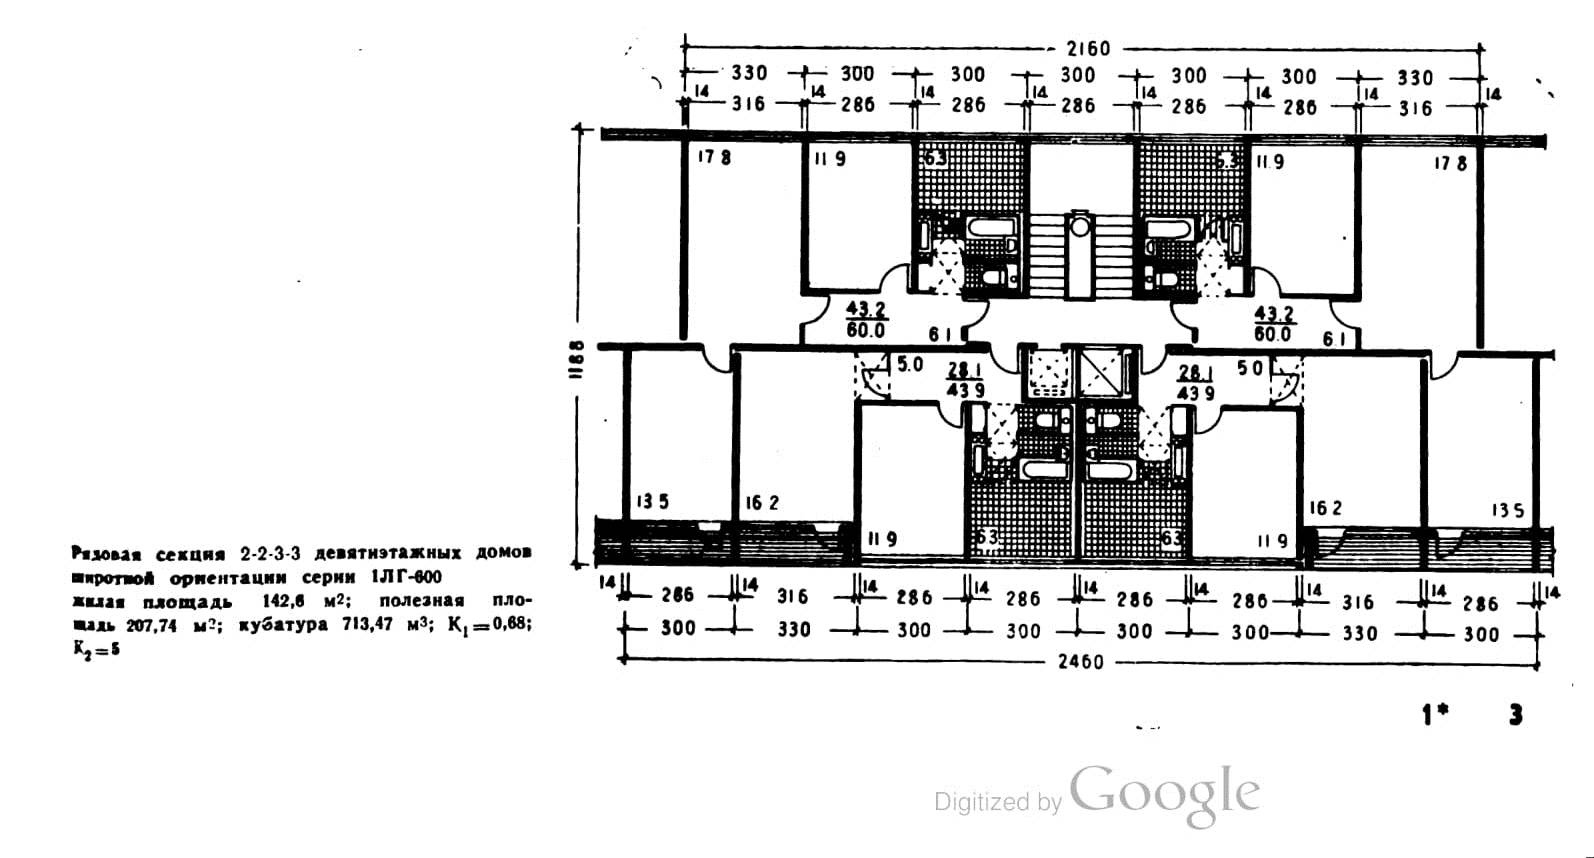 2160
330 300 300 300 300 300 330
14 14 14 14 14 14 14 14
316 286 286 286 286 286 316
17 8 11 9 6.3 6.3 11.9 17 8
1188
43.2 43.2
60.0 6 1 60.0 6.1
5.0 28.1 28.1 5 0
43 9 43 9
13 5 16 2 16 2 13 5
11 9 6.3 6.3 11 9
Рядовая секция 2-2-3-3 девятиэтажных домов
широтной ориентации серии 1ЛГ-600
жилая площадь 142,6 м²; полезная пло-
щадь 207,74 м²; кубатура 713,47 м³; K₁=0,68;
K₂=5
14 14 14 14 14 14 14 14 14
286 316 286 286 286 286 316 286
300 330 300 300 300 300 330 300
2460
1* 3
Digitized by Google